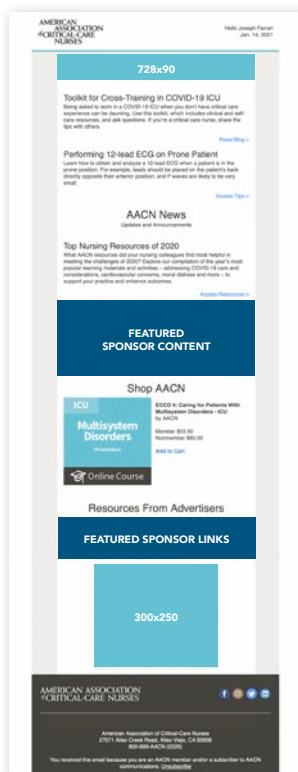 AMERICAN
ASSOCIATION
of CRITICAL-CARE
NURSES
Hello Joseph Ferran
Jan. 14, 2021
728x90
Toolkit for Cross-Training in COVID-19 ICU
Being asked to work in a COVID-19 ICU when you don't have critical care
experience can be daunting. Use this toolkit, which includes clinical and self-
care resources, and ask questions. If you're a critical care nurse, share the
tips with others.
Read Blog >
Performing 12-lead ECG on Prone Patient
Learn how to obtain and analyze a 12-lead ECG when a patient is in the
prone position. For example, leads should be placed on the patient's back
directly opposite their anterior position, and P waves are likely to be very
small.
Access Tips >
AACN News
Updates and Announcements
Top Nursing Resources of 2020
What AACN resources did your nursing colleagues find most helpful in
meeting the challenges of 2020? Explore our compilation of the year's most
popular learning materials and activities – addressing COVID-19 care and
considerations, cardiovascular concerns, moral distress and more – to
support your practice and enhance outcomes.
Access Resources >
FEATURED
SPONSOR CONTENT
Shop AACN
ICU
Multisystem
Disorders
Online Course
ECCO 4: Caring for Patients With
Multisystem Disorders - ICU
by AACN
Member $55.00
Nonmember $80.00
Add to Cart
Resources From Advertisers
FEATURED SPONSOR LINKS
300x250
AMERICAN ASSOCIATION
of CRITICAL-CARE NURSES
American Association of Critical-Care Nurses
27071 Aliso Creek Road, Aliso Viejo, CA 92656
800-899-AACN (2226)
You received this email because you are an AACN member and/or a subscriber to AACN
communications. Unsubscribe